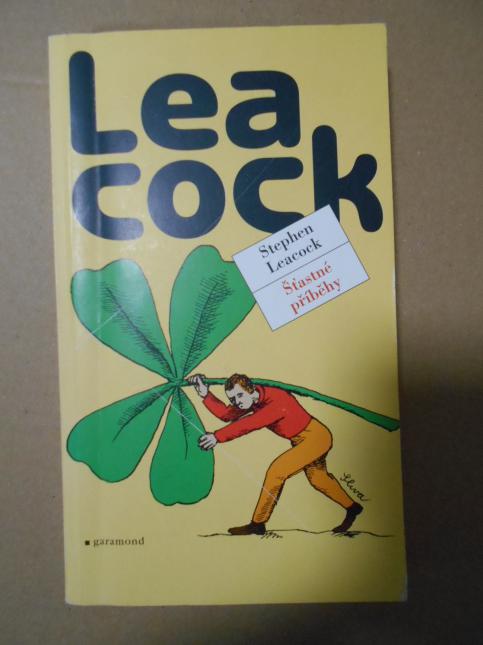 Lea
cock
Stephen
Leacock
Šťastné
příběhy
Slíva
garamond